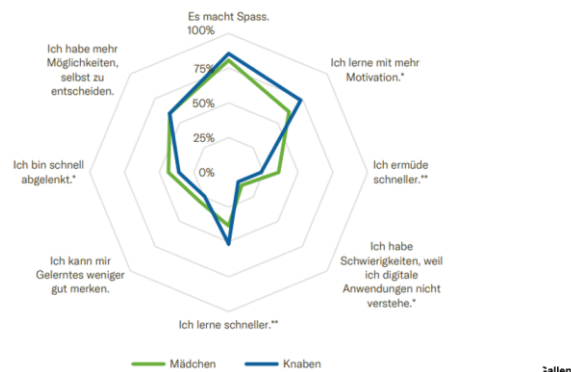 Es macht Spass.
100%
75%
50%
25%
0%
Ich lerne mit mehr
Motivation.*
Ich ermüde
schneller.**
Ich habe
Schwierigkeiten, weil
ich digitale
Anwendungen nicht
verstehe.*
Ich lerne schneller.**
Ich kann mir
Gelerntes weniger
gut merken.
Ich bin schnell
abgelenkt.*
Ich habe mehr
Möglichkeiten,
selbst zu
entscheiden.
Mädchen
Knaben